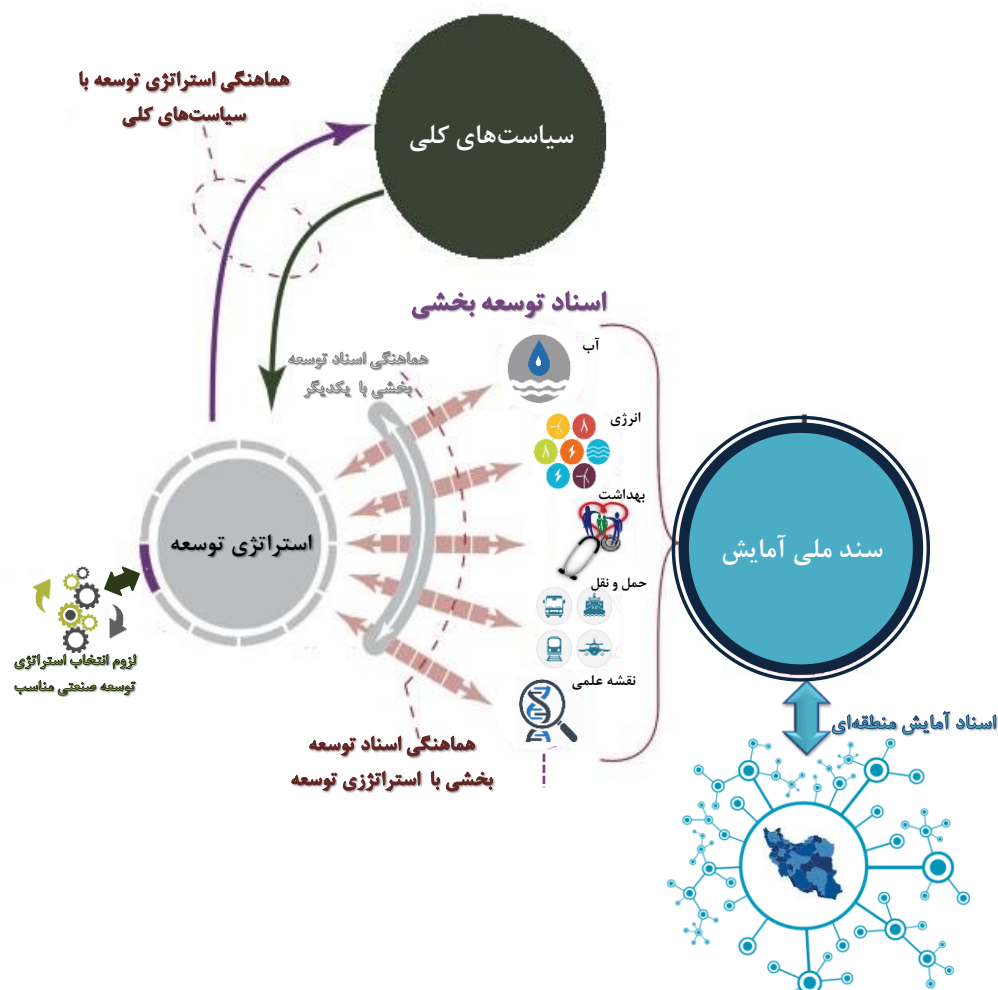 هماهنگی استراتژی توسعه با
سیاست‌های کلی
سیاست‌های کلی
اسناد توسعه بخشی
هماهنگی اسناد توسعه
بخشی با یکدیگر
آب
انرژی
بهداشت
حمل و نقل
نقشه علمی
استراتژی توسعه
سند ملی آمایش
لزوم انتخاب استراتژی
توسعه صنعتی مناسب
هماهنگی اسناد توسعه
بخشی با استراتژزی توسعه
اسناد آمایش منطقه‌ای